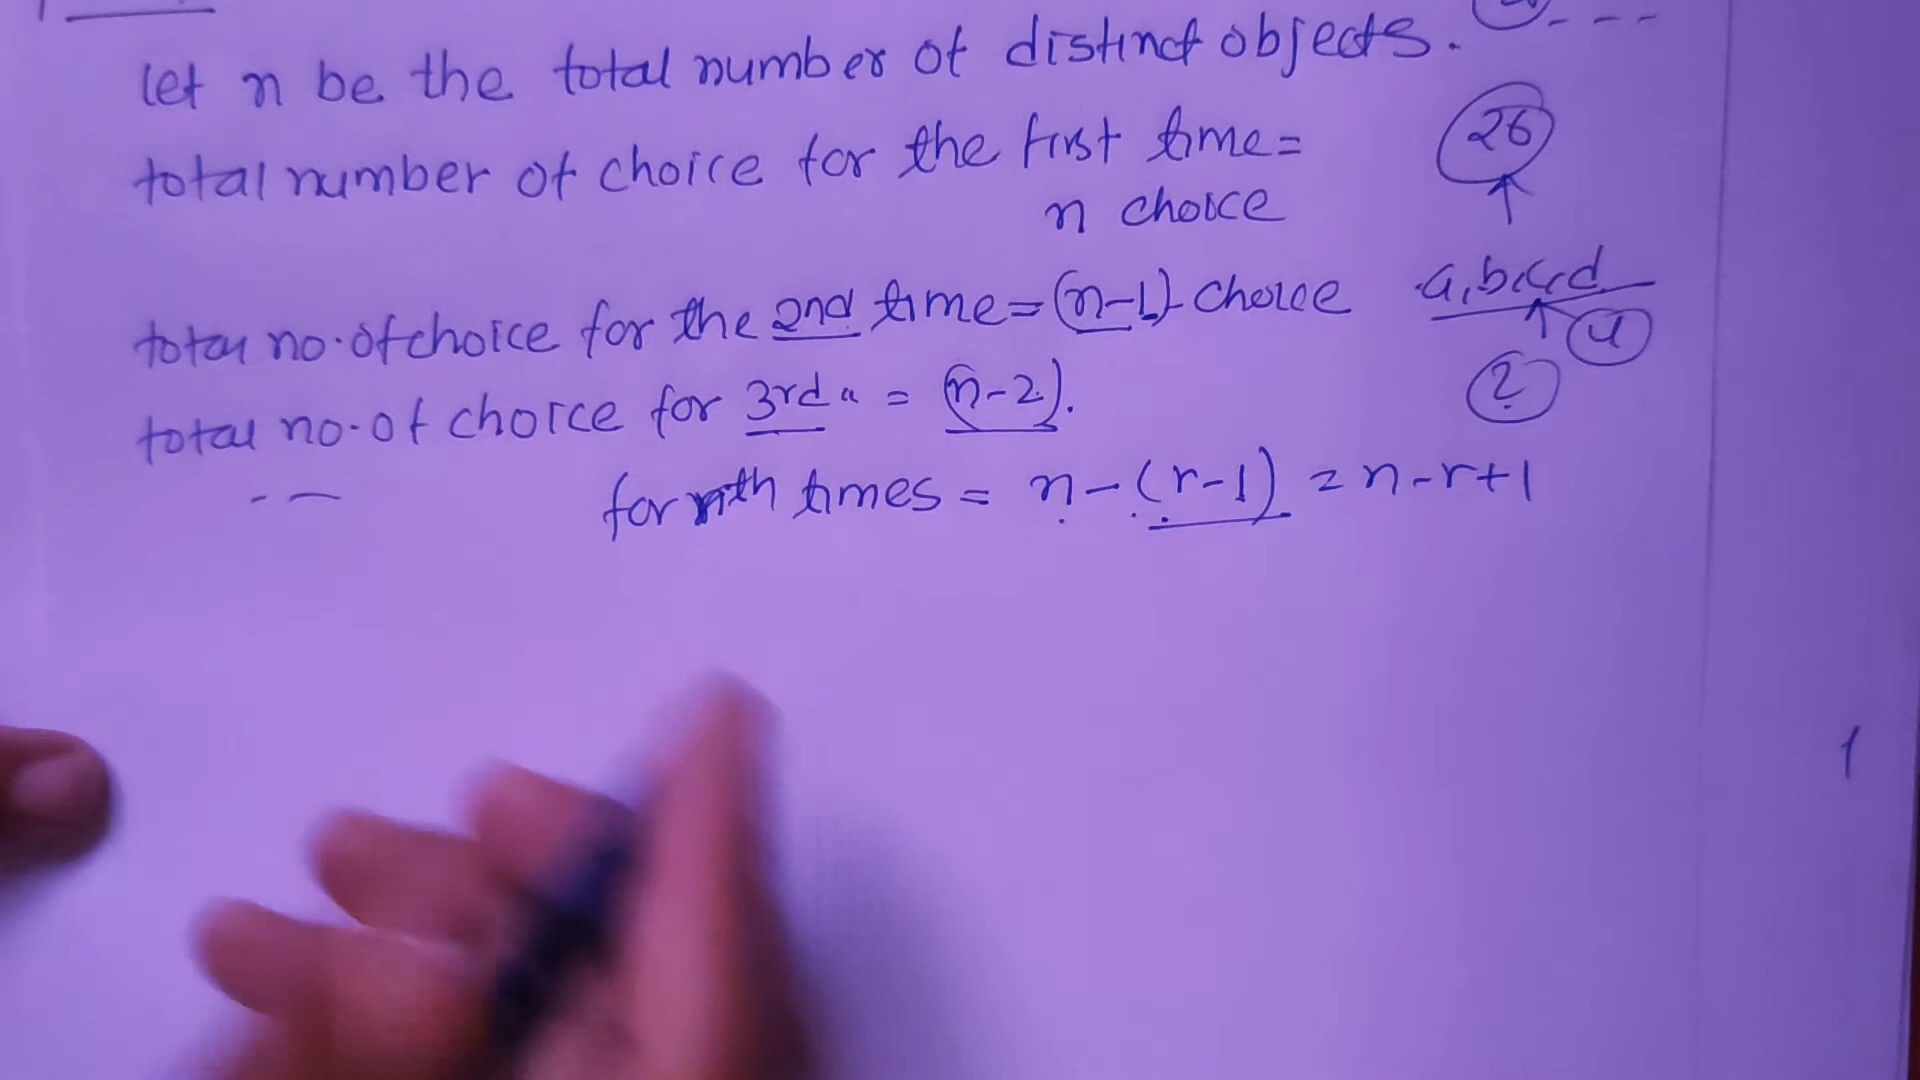 let n be the total number of distinct objects.
total number of choice for the first time =
n choice
26
total no. of choice for the 2nd time = (n-1) choice
a,b,c,d
4
total no. of choice for 3rd " = (n-2).
2
-- for rth times = n-(r-1) = n-r+1
1